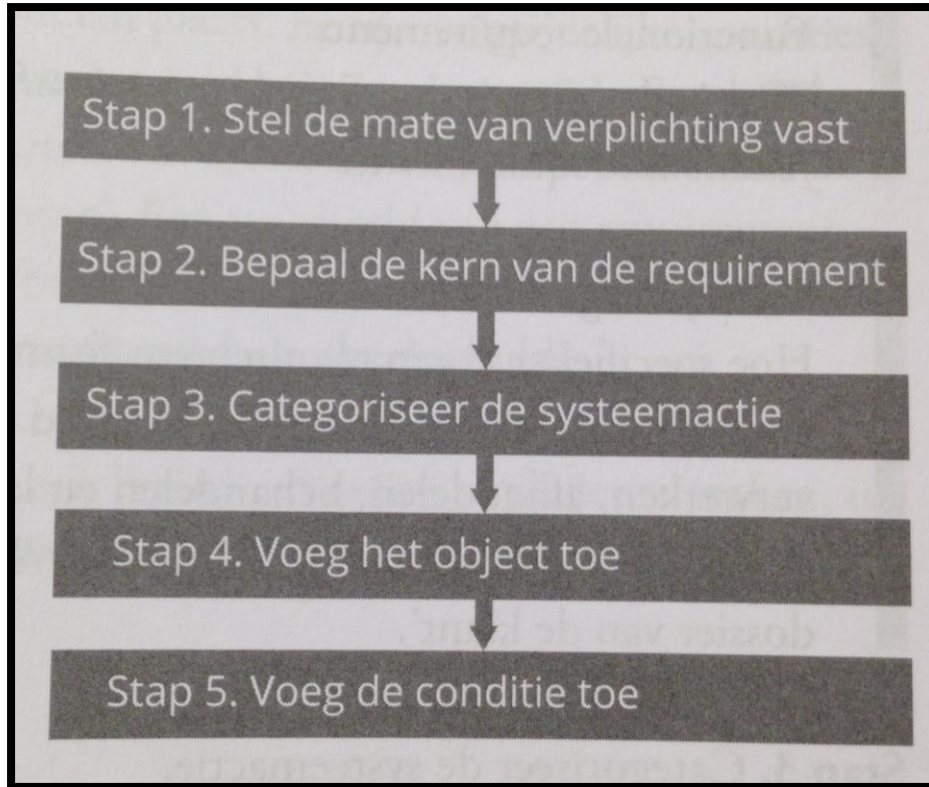 Stap 1. Stel de mate van verplichting vast
Stap 2. Bepaal de kern van de requirement
Stap 3. Categoriseer de systeemactie
Stap 4. Voeg het object toe
Stap 5. Voeg de conditie toe